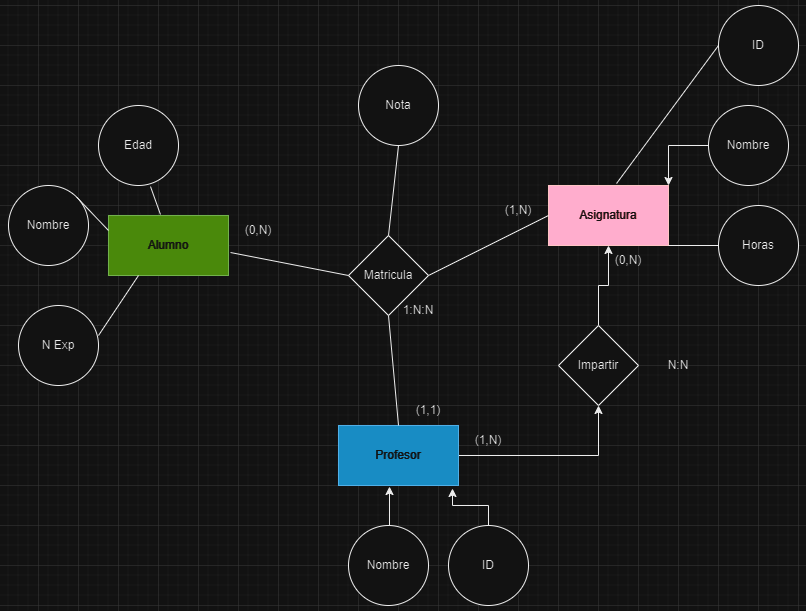 ID
Nota
Edad
Nombre
Nombre
(1,N)
Asignatura
(0,N)
Alumno
Horas
(0,N)
Matricula
1:N:N
N Exp
Impartir
N:N
(1,1)
(1,N)
Profesor
Nombre
ID